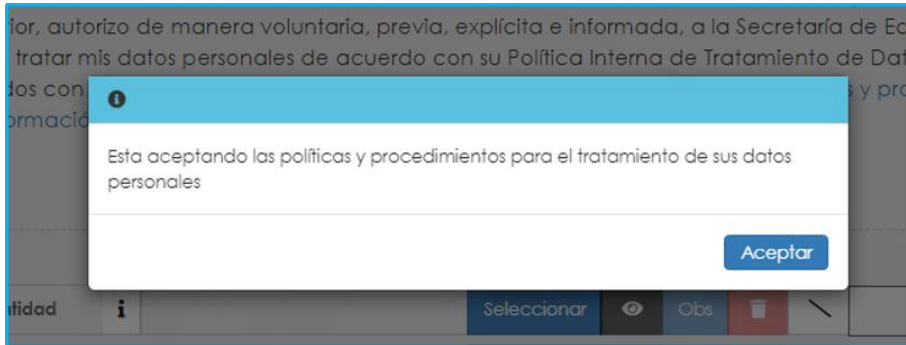 ior, autorizo de manera voluntaria, previa, explícita e informada, a la Secretaría de Ed
tratar mis datos personales de acuerdo con su Política Interna de Tratamiento de Dat
dos con
s y pro
ormació
Esta aceptando las políticas y procedimientos para el tratamiento de sus datos
personales
Aceptar
ntidad i Seleccionar Obs